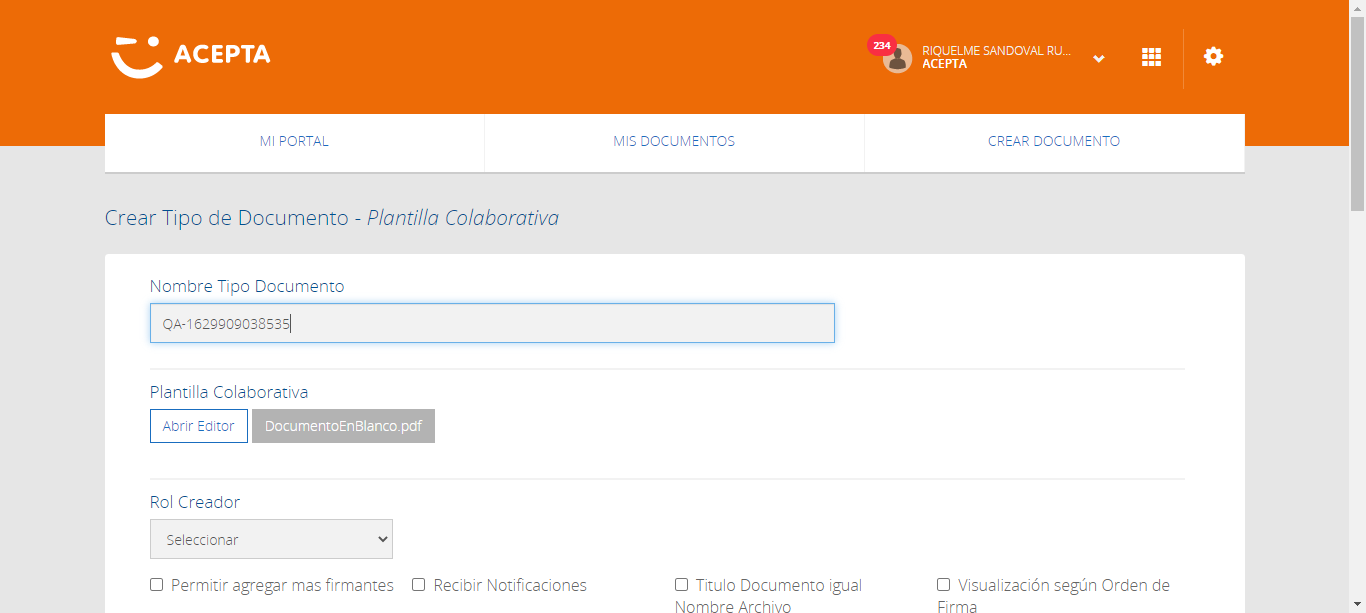 ACEPTA
234
RIQUELME SANDOVAL RU...
ACEPTA
MI PORTAL
MIS DOCUMENTOS
CREAR DOCUMENTO
Crear Tipo de Documento - Plantilla Colaborativa
Nombre Tipo Documento
QA-1629909038535
Plantilla Colaborativa
Abrir Editor
DocumentoEnBlanco.pdf
Rol Creador
Seleccionar
Permitir agregar mas firmantes
Recibir Notificaciones
Titulo Documento igual
Nombre Archivo
Visualización según Orden de
Firma